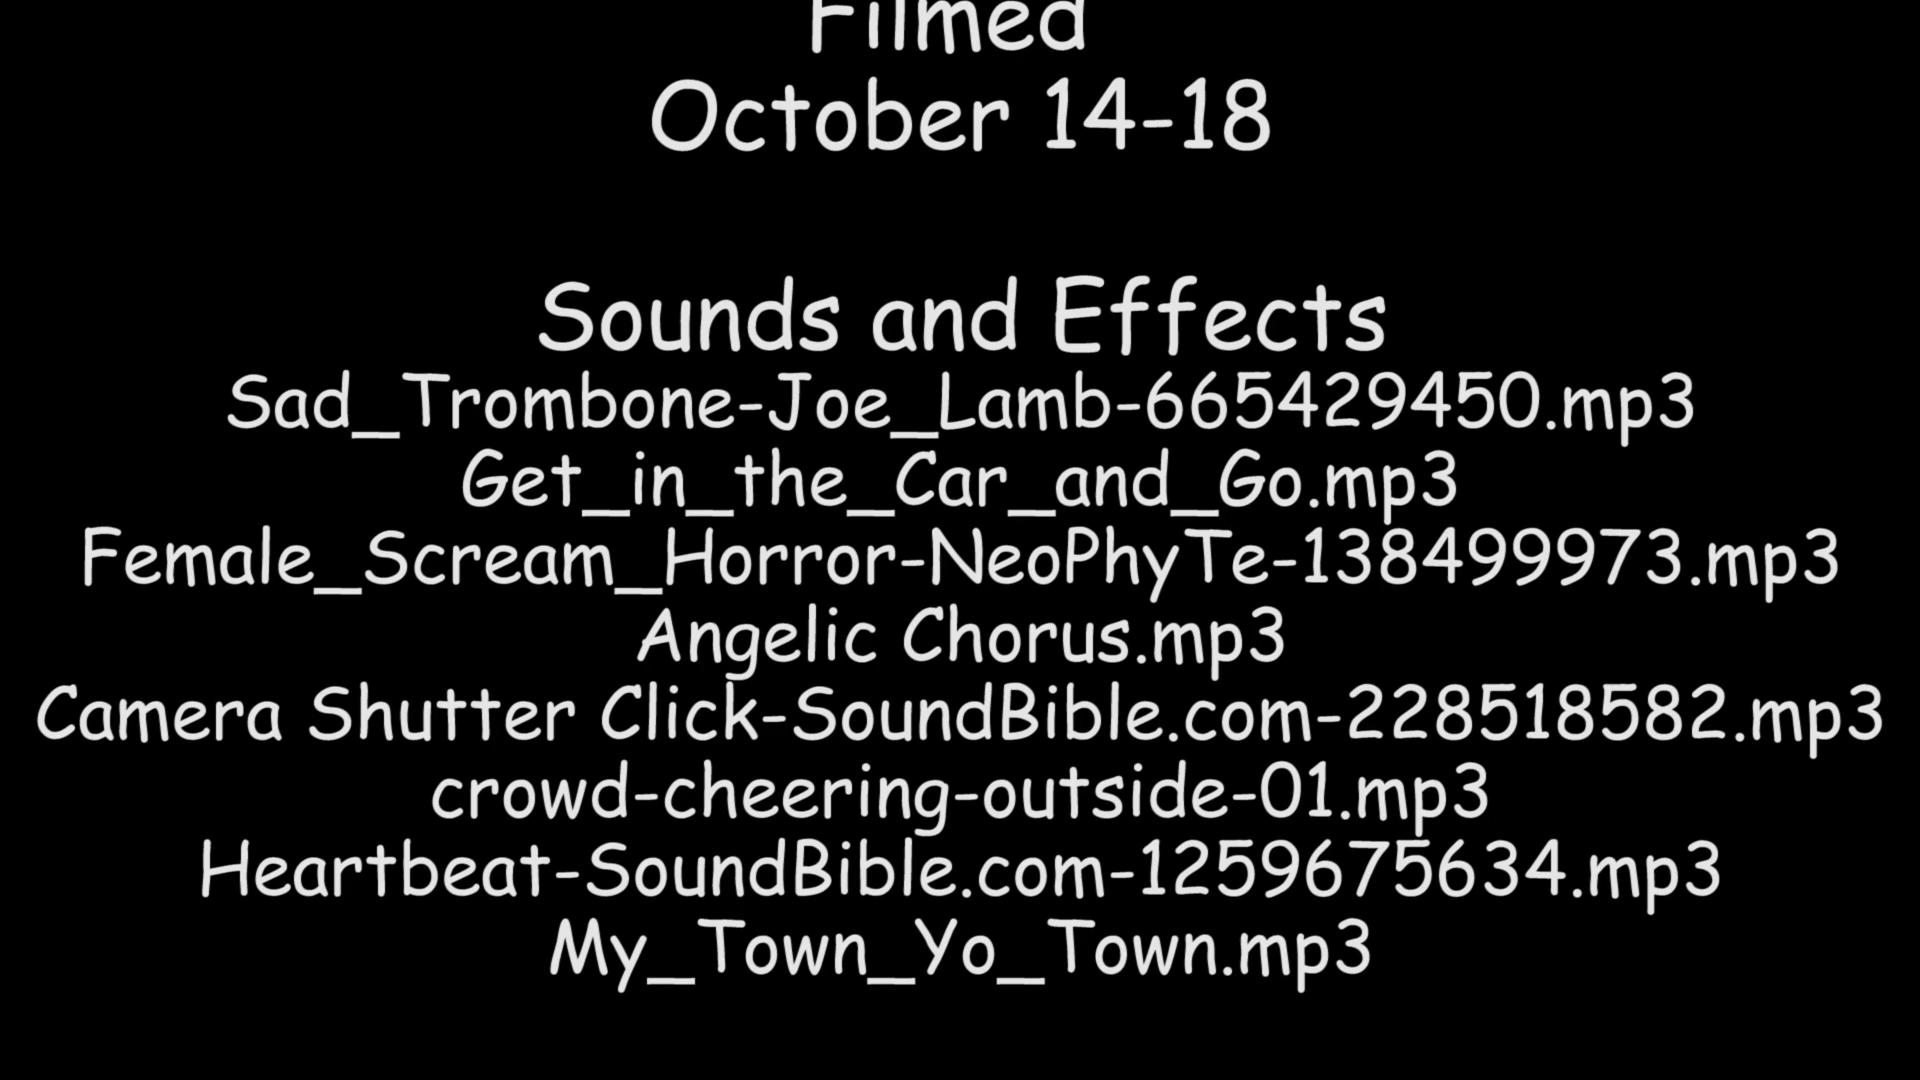 Filmed
October 14-18
Sounds and Effects
Sad_Trombone-Joe_Lamb-665429450.mp3
Get_in_the_Car_and_Go.mp3
Female_Scream_Horror-NeoPhyTe-138499973.mp3
Angelic Chorus.mp3
Camera Shutter Click-SoundBible.com-228518582.mp3
crowd-cheering-outside-01.mp3
Heartbeat-SoundBible.com-1259675634.mp3
My_Town_Yo_Town.mp3